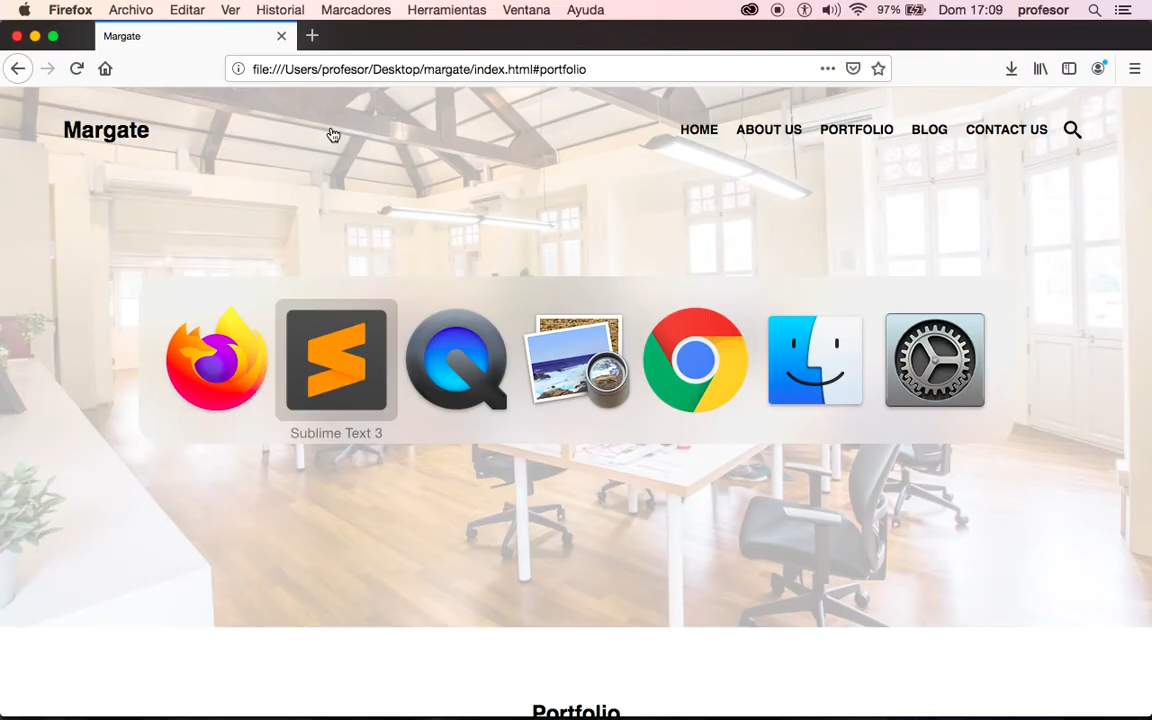 Firefox Archivo Editar Ver Historial Marcadores Herramientas Ventana Ayuda 97% Dom 17:09 profesor
Margate
file:///Users/profesor/Desktop/margate/index.html#portfolio
Margate HOME ABOUT US PORTFOLIO BLOG CONTACT US
Sublime Text 3
Portfolio